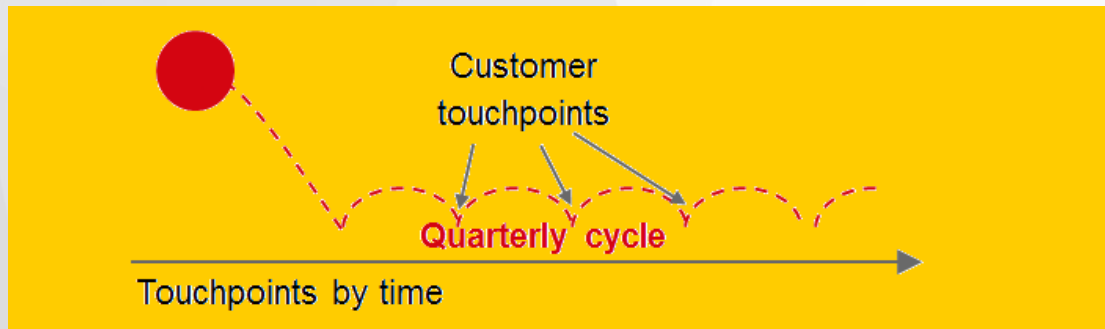 Customer
touchpoints
Quarterly cycle
Touchpoints by time